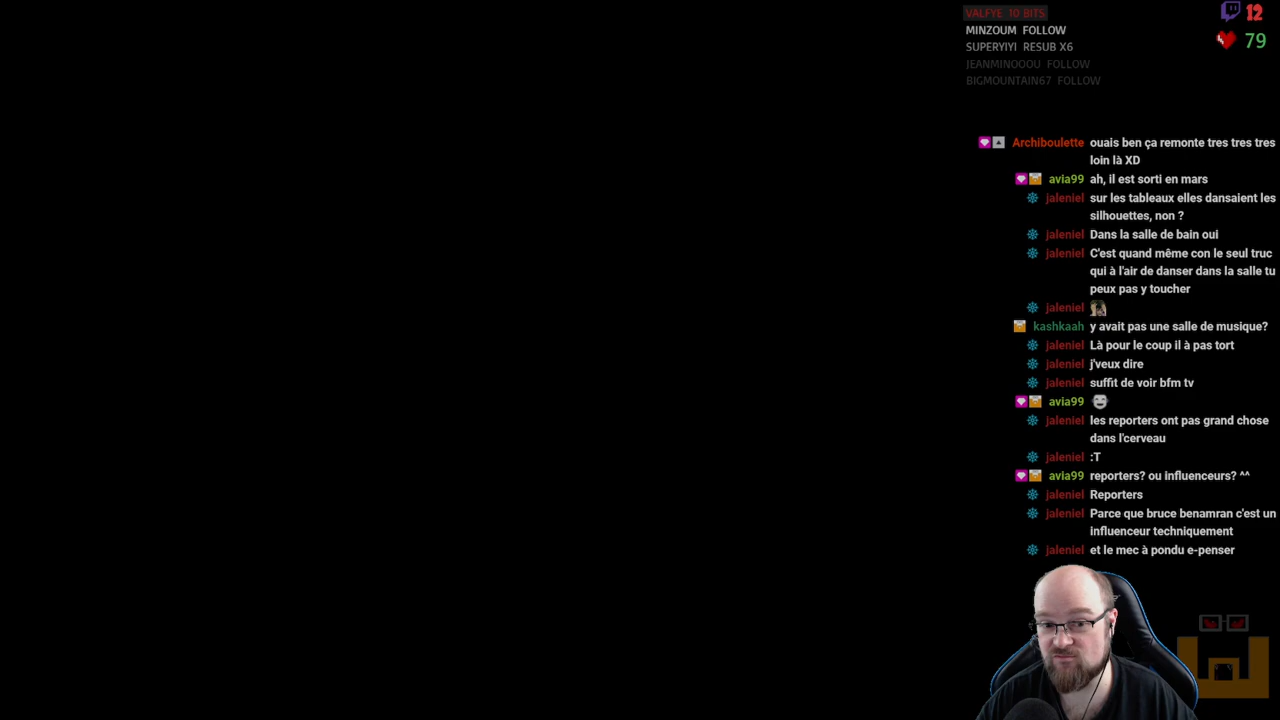 VALFYE 10 BITS
MINZOUM FOLLOW
SUPERYIYI RESUB X6
JEANMINOOOU FOLLOW
BIGMOUNTAIN67 FOLLOW
12
79
Archiboulette ouais ben ça remonte tres tres tres
loin là XD
avia99 ah, il est sorti en mars
jaleniel sur les tableaux elles dansaient les
silhouettes, non ?
jaleniel Dans la salle de bain oui
jaleniel C'est quand même con le seul truc
qui à l'air de danser dans la salle tu
peux pas y toucher
jaleniel
kashkaah y avait pas une salle de musique?
jaleniel Là pour le coup il à pas tort
jaleniel j'veux dire
jaleniel suffit de voir bfm tv
avia99
jaleniel les reporters ont pas grand chose
dans l'cerveau
jaleniel :T
avia99 reporters? ou influenceurs? ^^
jaleniel Reporters
jaleniel Parce que bruce benamran c'est un
influenceur techniquement
jaleniel et le mec à pondu e-penser